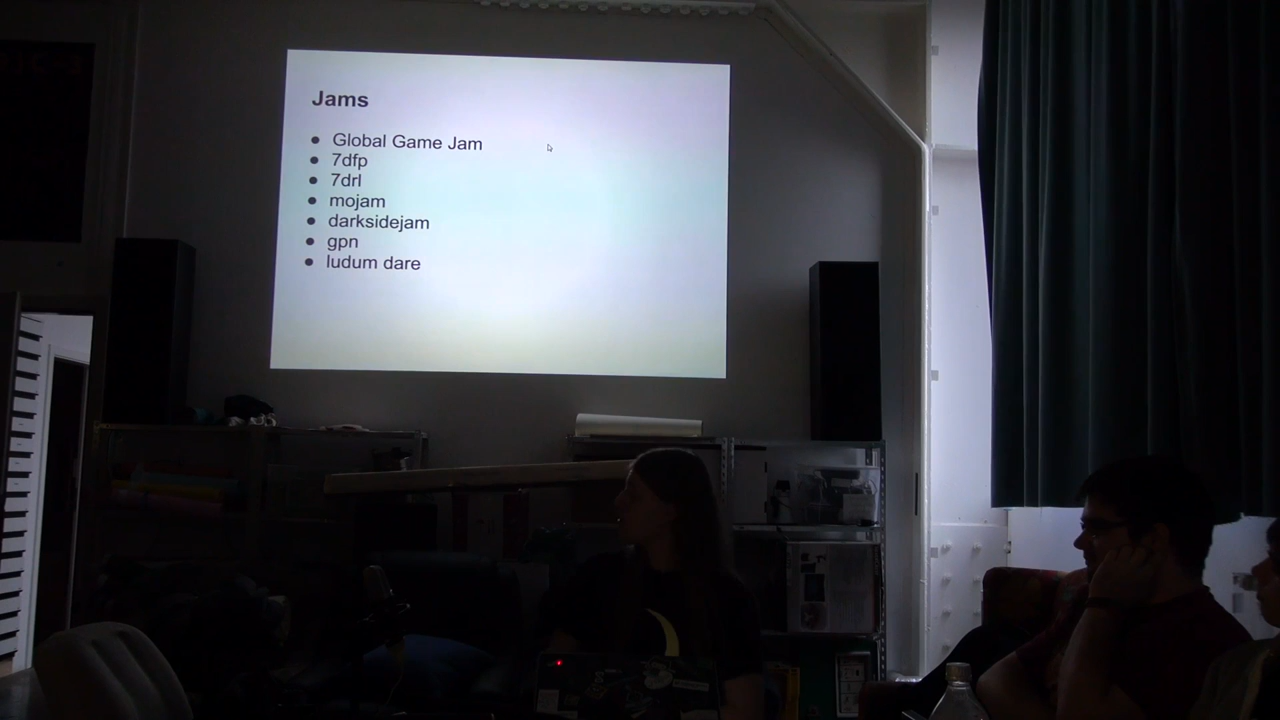 Jams
● Global Game Jam
● 7dfp
● 7drl
● mojam
● darksidejam
● gpn
● ludum dare